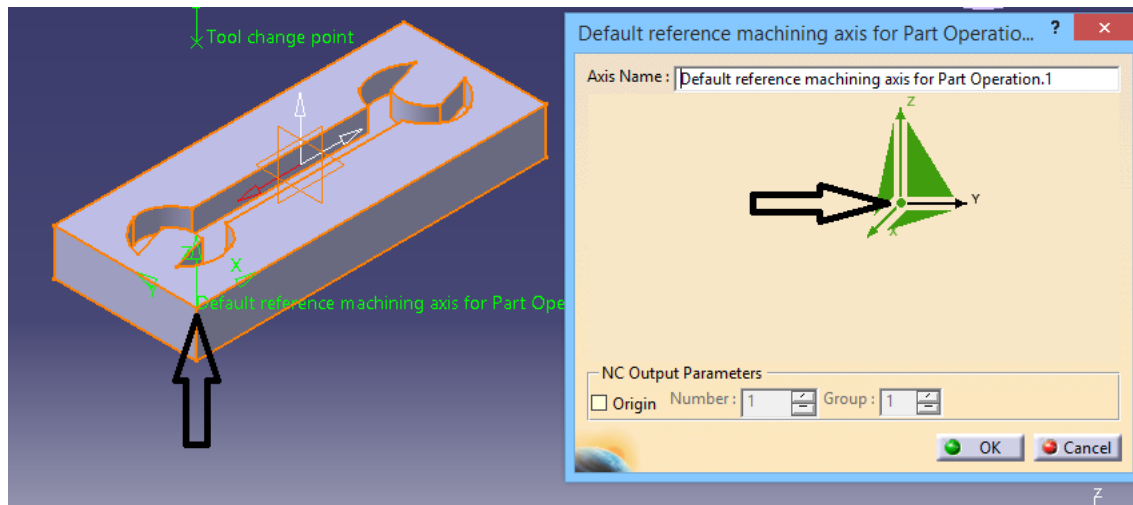 Tool change point
Z
X
Y
Default reference machining axis for Part Ope
Default reference machining axis for Part Operatio... ?
Axis Name : Default reference machining axis for Part Operation.1
Z
Y
X
NC Output Parameters
Origin Number : 1 Group : 1
OK Cancel
Z